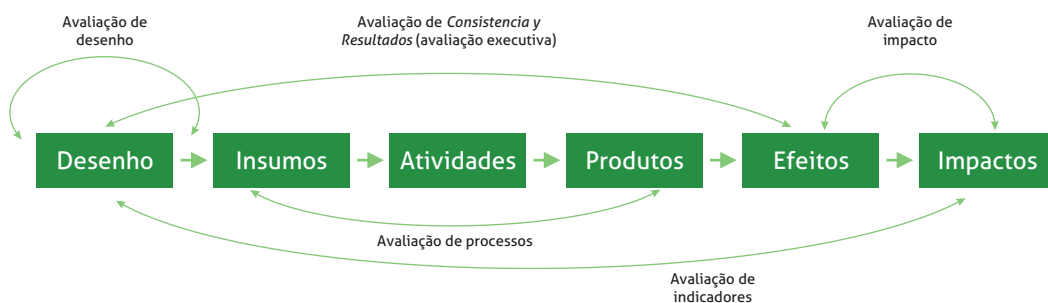 Avaliação de
desenho
Avaliação de Consistencia y
Resultados (avaliação executiva)
Avaliação de
impacto
Desenho
Insumos
Atividades
Produtos
Efeitos
Impactos
Avaliação de processos
Avaliação de
indicadores